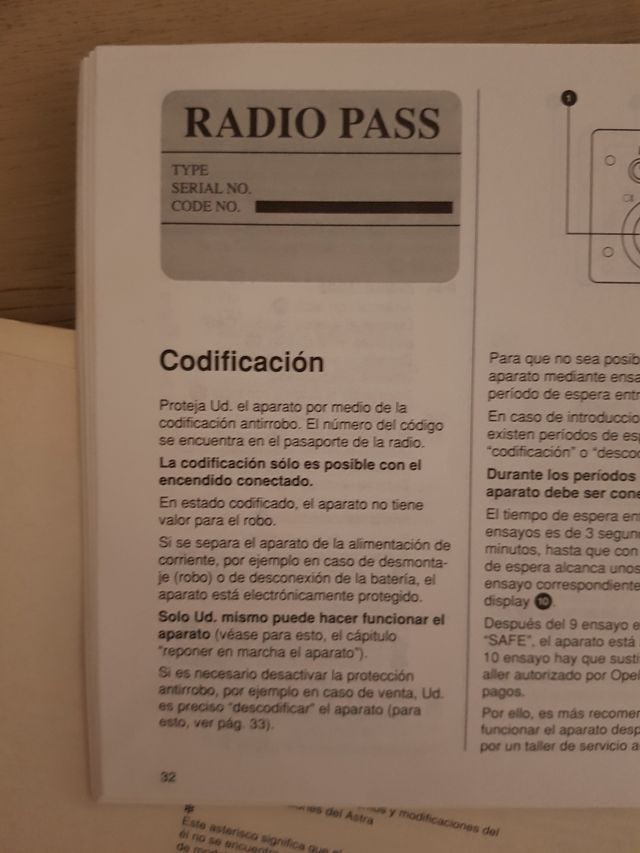 RADIO PASS
TYPE
SERIAL NO.
CODE NO.
Codificación
Proteja Ud. el aparato por medio de la
codificación antirrobo. El número del código
se encuentra en el pasaporte de la radio.
La codificación sólo es posible con el
encendido conectado.
En estado codificado, el aparato no tiene
valor para el robo.
Si se separa el aparato de la alimentación de
corriente, por ejemplo en caso de desmonta-
je (robo) o de desconexión de la batería, el
aparato está electrónicamente protegido.
Solo Ud. mismo puede hacer funcionar el
aparato (véase para esto, el cápitulo
"reponer en marcha el aparato").
Si es necesario desactivar la protección
antirrobo, por ejemplo en caso de venta, Ud.
es preciso "descodificar" el aparato (para
esto, ver pág. 33).
32
1
Para que no sea posib
aparato mediante ensa
período de espera entr
En caso de introduccio
existen períodos de es
"codificación" o "desco
Durante los períodos
aparato debe ser cone
El tiempo de espera en
ensayos es de 3 segun
minutos, hasta que con
de espera alcanca unos
ensayo correspondiente
display 10.
Después del 9 ensayo e
"SAFE", el aparato está
10 ensayo hay que susti
aller autorizado por Opel
pagos.
Por ello, es más recomer
funcionar el aparato desp
por un taller de servicio a
y modificaciones del
del Astra
*
Este asterisco significa que
él no se encuentra